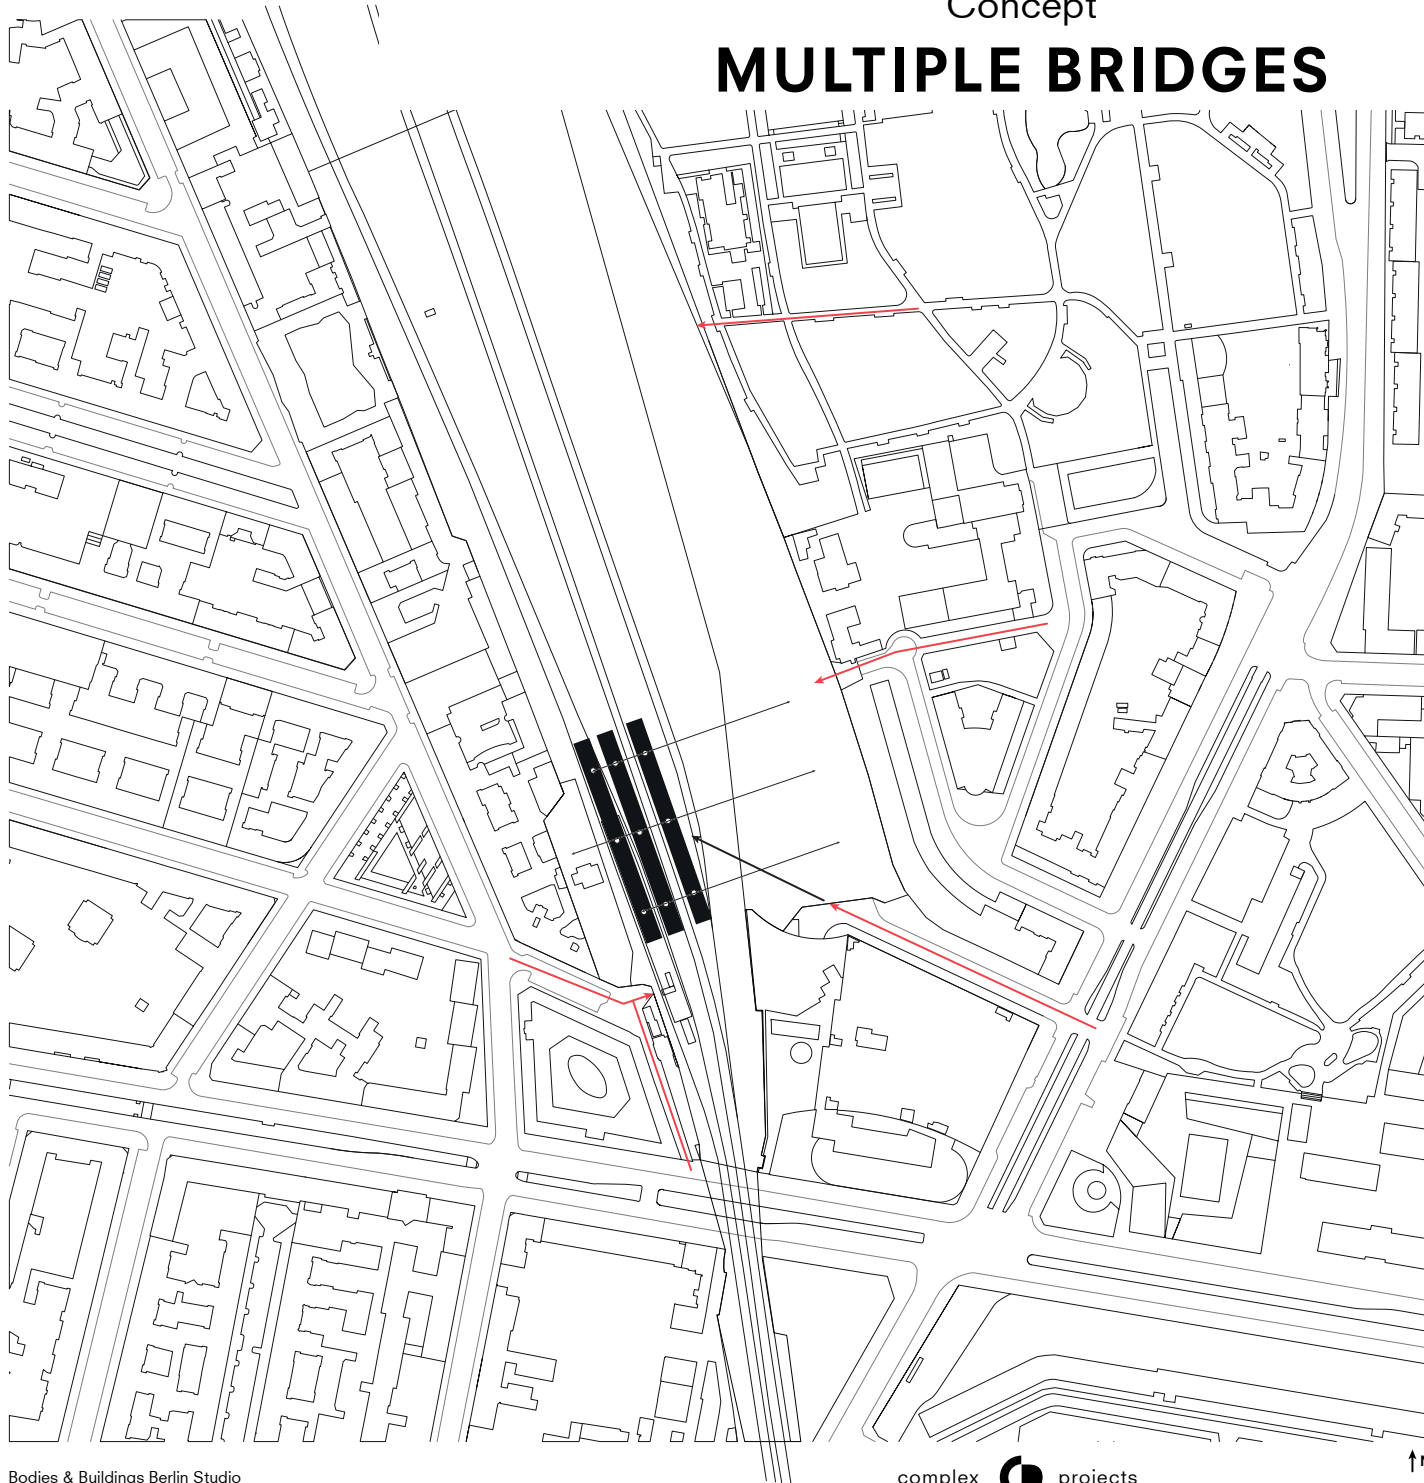 Concept
MULTIPLE BRIDGES
Bodies & Buildings Berlin Studio
complex projects